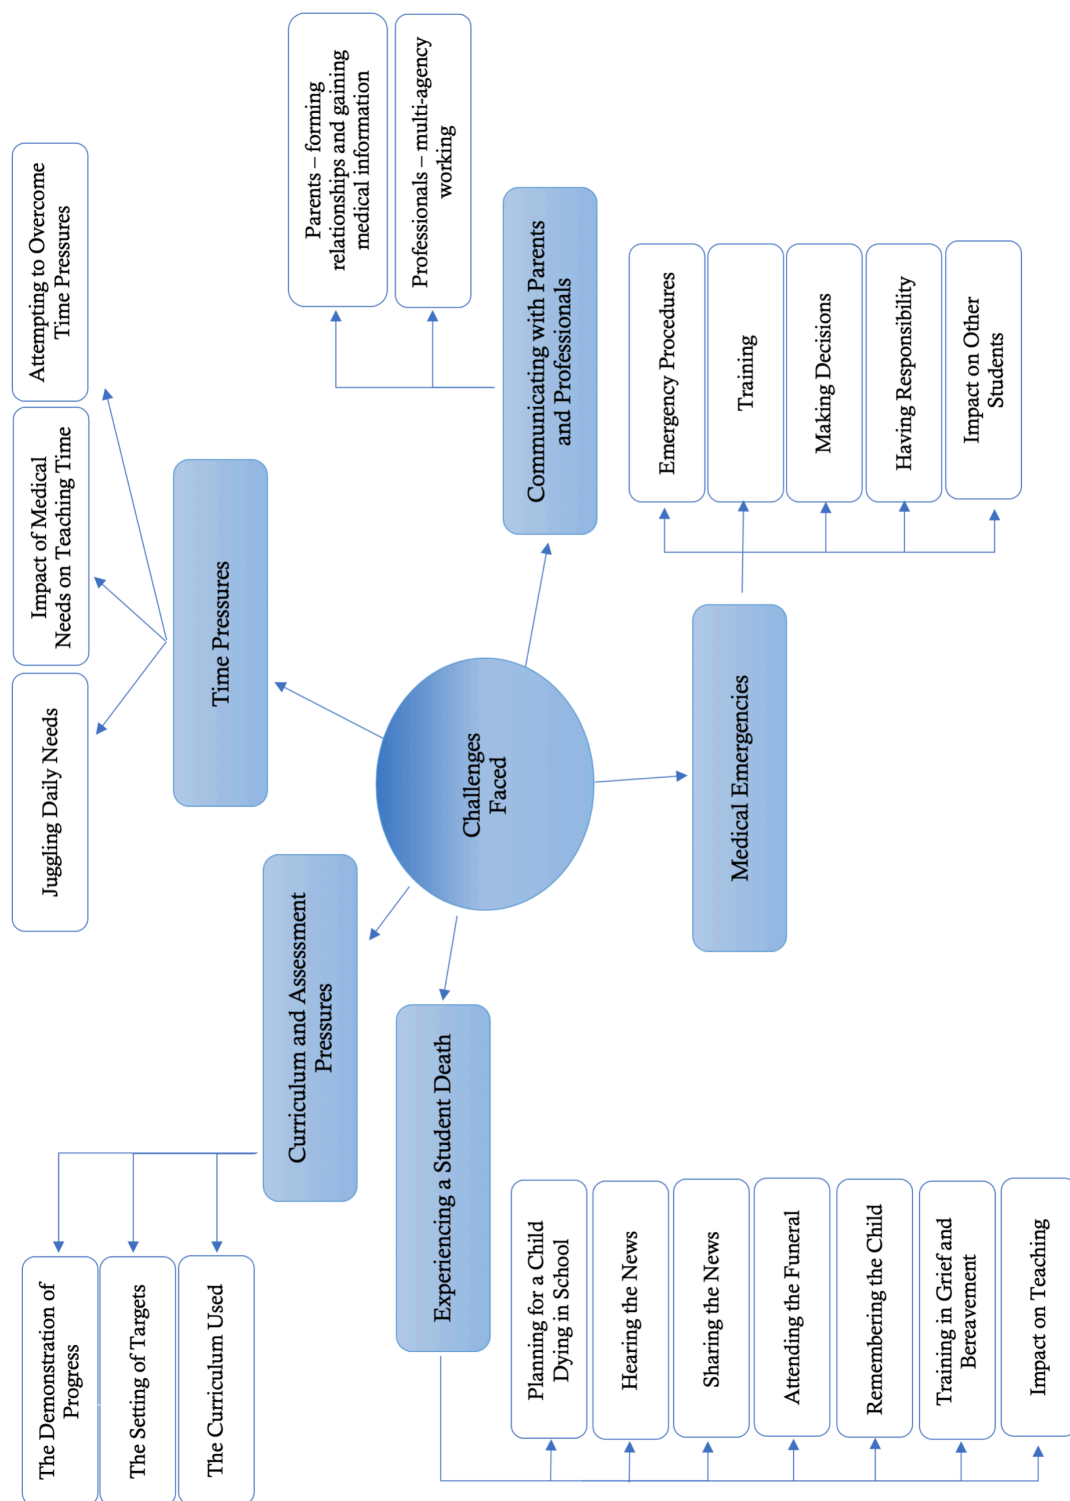 The Demonstration of
Progress
The Setting of Targets
The Curriculum Used
Curriculum and Assessment
Pressures
Juggling Daily Needs
Impact of Medical
Needs on Teaching Time
Attempting to Overcome
Time Pressures
Time Pressures
Parents – forming
relationships and gaining
medical information
Professionals – multi-agency
working
Communicating with Parents
and Professionals
Challenges
Faced
Experiencing a Student Death
Planning for a Child
Dying in School
Hearing the News
Sharing the News
Attending the Funeral
Remembering the Child
Training in Grief and
Bereavement
Impact on Teaching
Medical Emergencies
Emergency Procedures
Training
Making Decisions
Having Responsibility
Impact on Other
Students